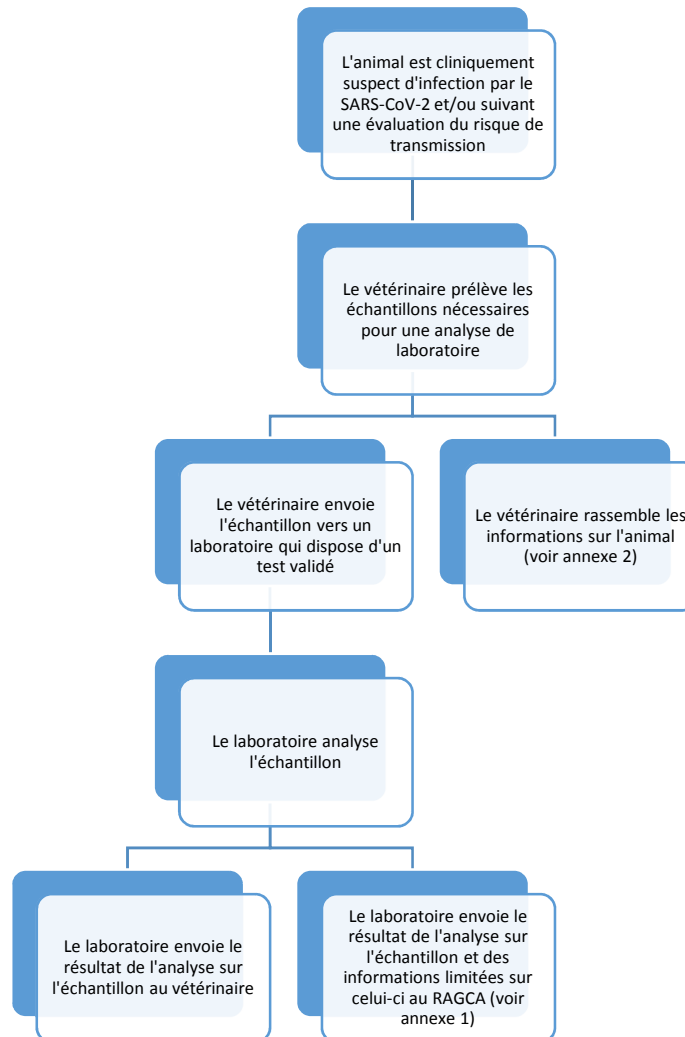 L'animal est cliniquement
suspect d'infection par le
SARS-CoV-2 et/ou suivant
une évaluation du risque de
transmission
Le vétérinaire prélève les
échantillons nécessaires
pour une analyse de
laboratoire
Le vétérinaire envoie
l'échantillon vers un
laboratoire qui dispose d'un
test validé
Le vétérinaire rassemble les
informations sur l'animal
(voir annexe 2)
Le laboratoire analyse
l'échantillon
Le laboratoire envoie le
résultat de l'analyse sur
l'échantillon au vétérinaire
Le laboratoire envoie le
résultat de l'analyse sur
l'échantillon et des
informations limitées sur
celui-ci au RAGCA (voir
annexe 1)